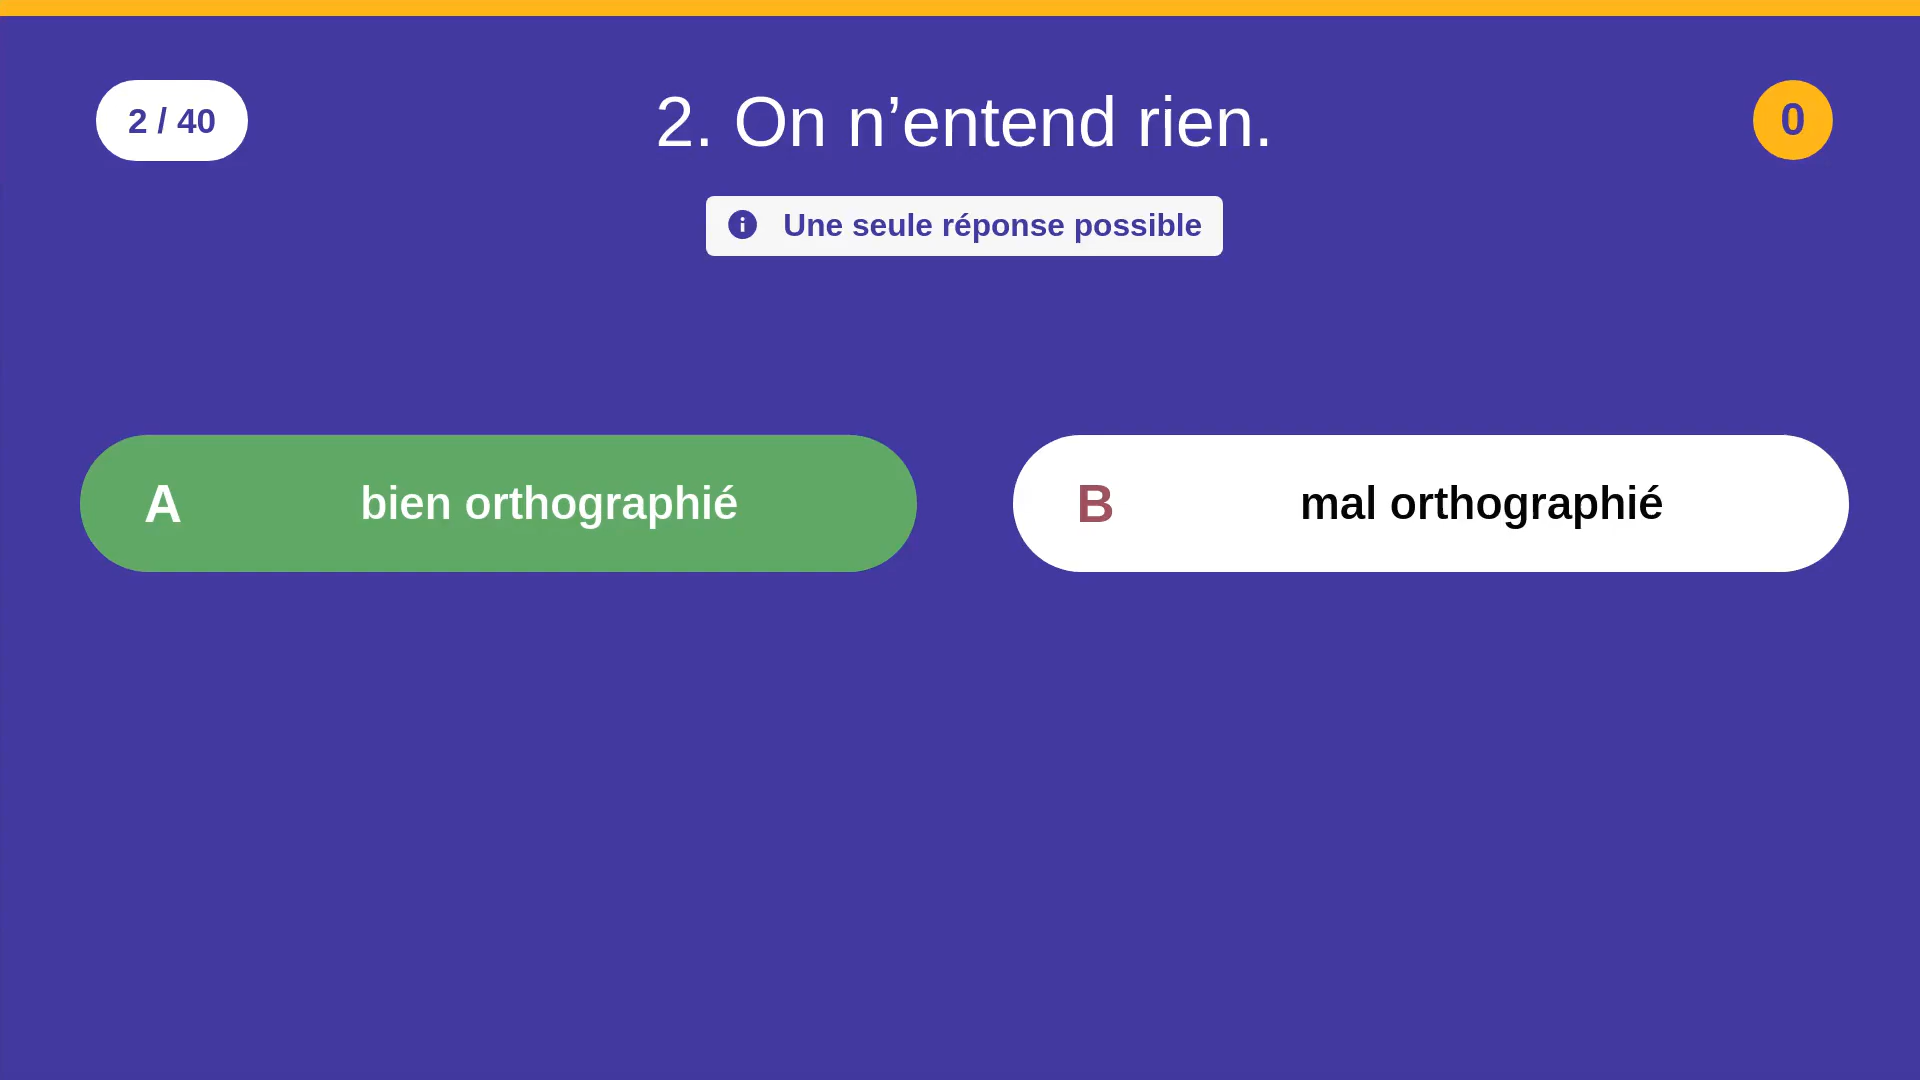 2 / 40
2. On n’entend rien.
0
Une seule réponse possible
A bien orthographié
B mal orthographié